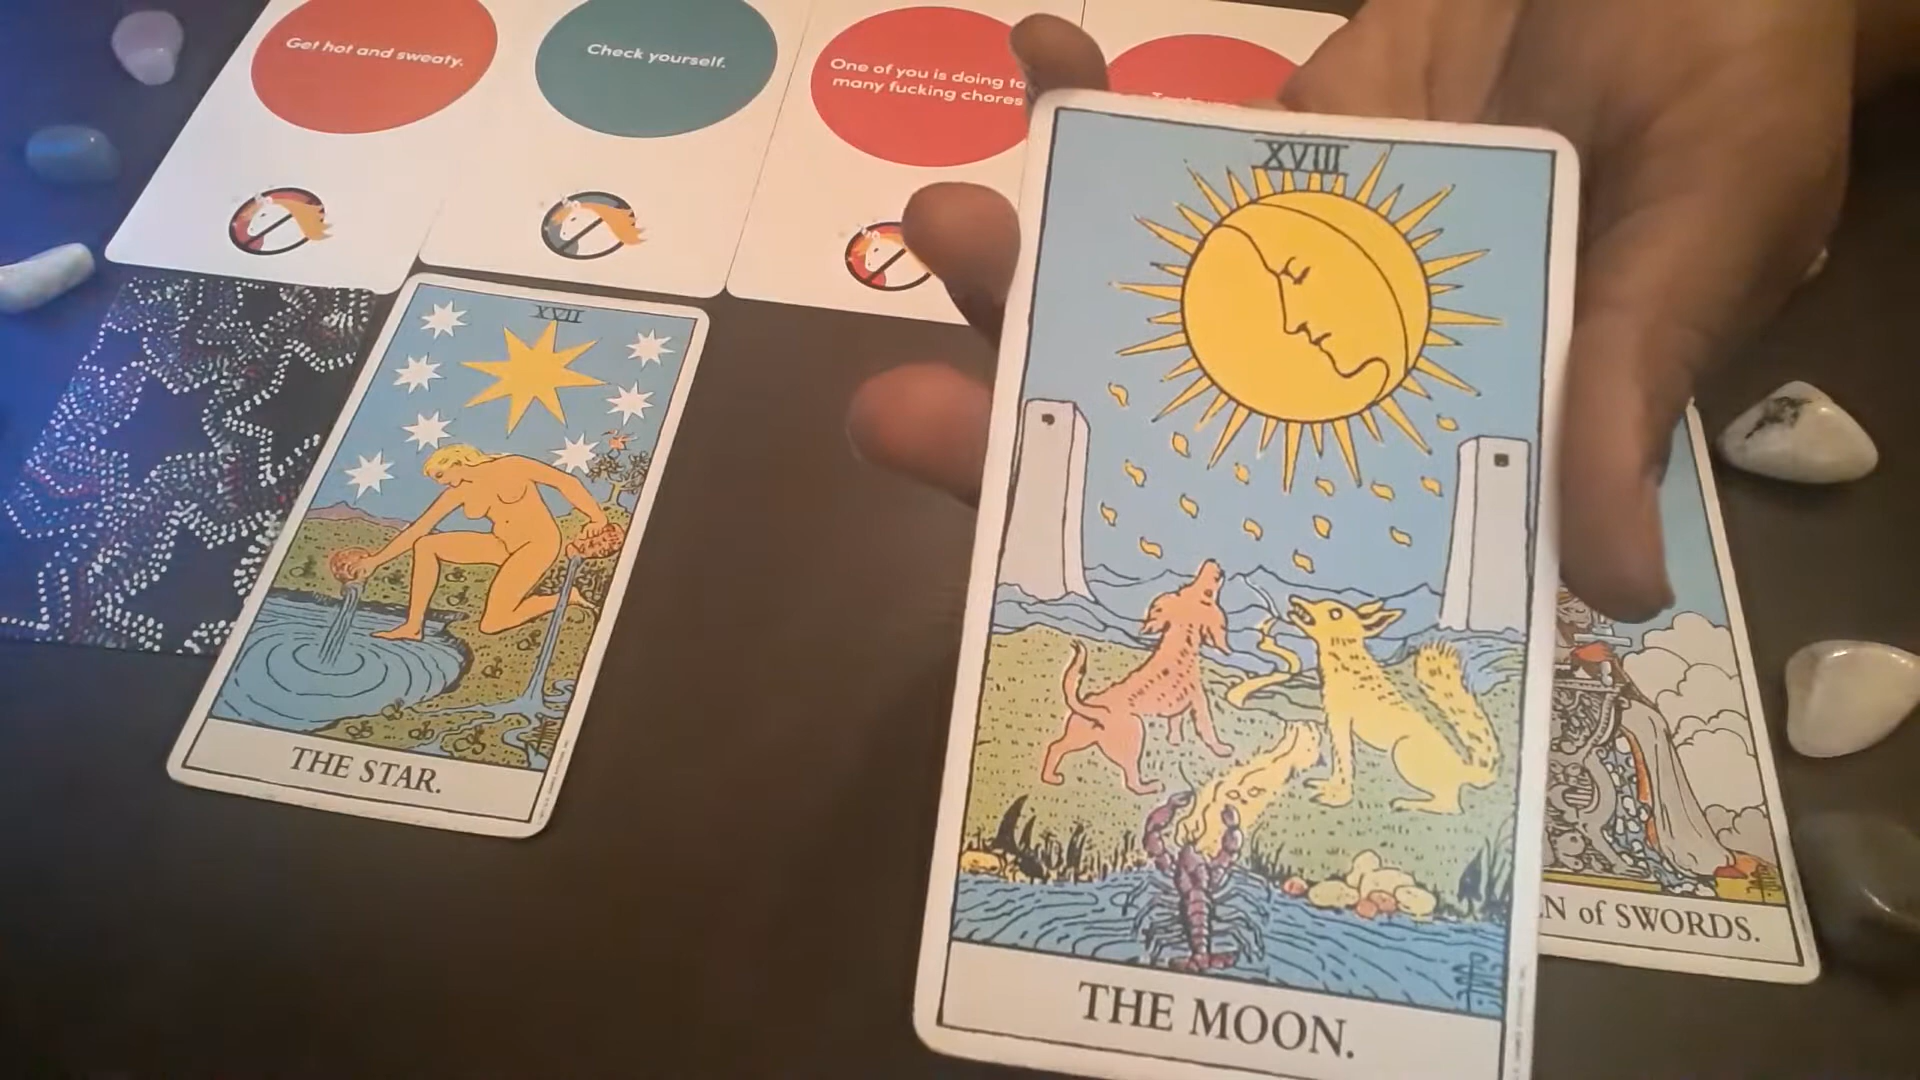 Get hot and sweaty.
Check yourself.
One of you is doing to
many fucking chores
XVII
THE STAR.
XVIII
THE MOON.
N of SWORDS.